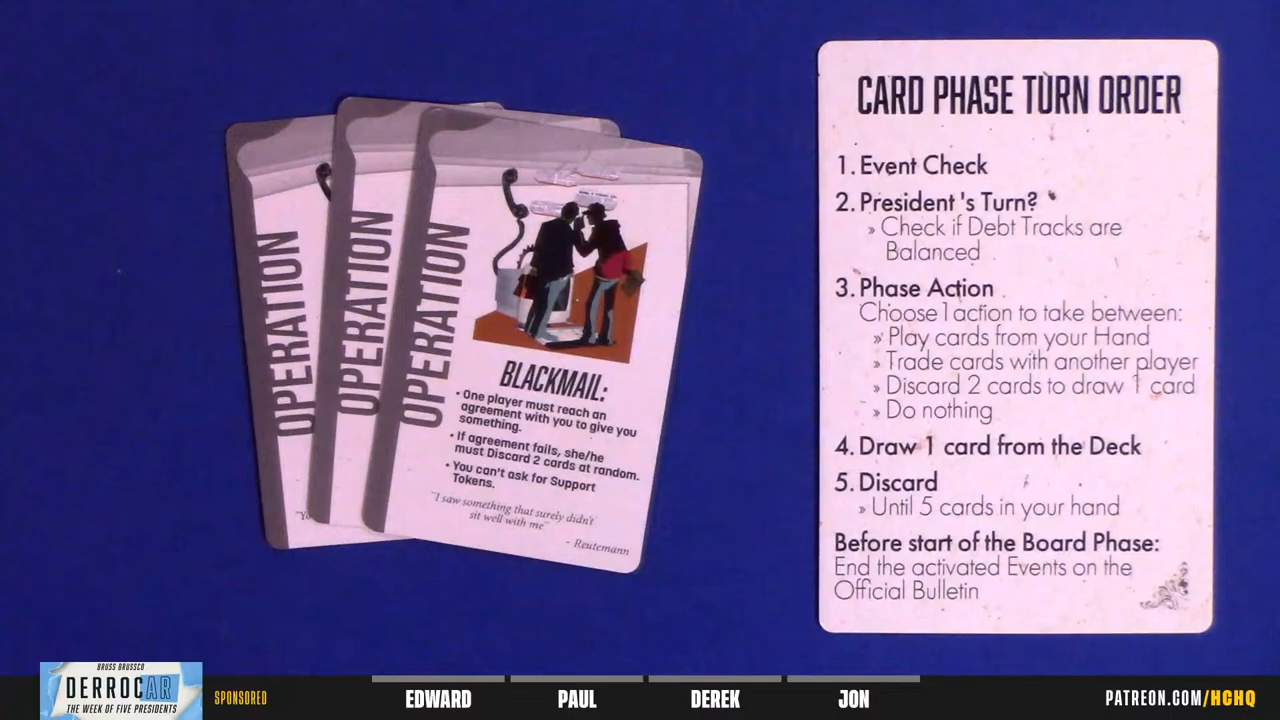 OPERATION
OPERATION
OPERATION
BLACKMAIL:
• One player must reach an
agreement with you to give you
something.
• If agreement fails, she/he
must Discard 2 cards at random.
• You can't ask for Support
Tokens.
"I saw something that surely didn't
sit well with me"
- Reutemann
CARD PHASE TURN ORDER
1. Event Check
2. President 's Turn?
» Check if Debt Tracks are
Balanced
3. Phase Action
Choose 1 action to take between:
» Play cards from your Hand
» Trade cards with another player
» Discard 2 cards to draw 1 card
» Do nothing
4. Draw 1 card from the Deck
5. Discard
» Until 5 cards in your hand
Before start of the Board Phase:
End the activated Events on the
Official Bulletin
BRUSS BRUSSCO
DERROCAR
THE WEEK OF FIVE PRESIDENTS
SPONSORED
EDWARD
PAUL
DEREK
JON
PATREON.COM/HCHQ